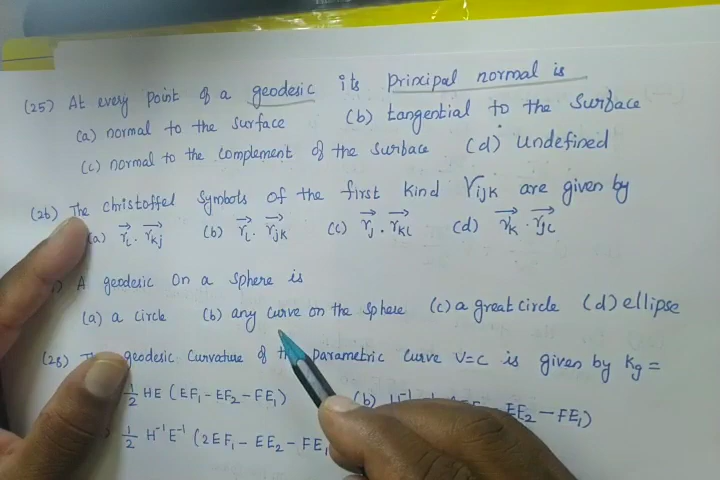 (25) At every point of a geodesic its principal normal is
(a) normal to the surface (b) tangential to the surface
(c) normal to the complement of the surface (d) undefined
(26) The christoffel symbols of the first kind Γijk are given by
a) r⃗i . r⃗kj (b) r⃗i . r⃗jk (c) r⃗j . r⃗ki (d) r⃗k . r⃗ji
) A geodesic on a sphere is
(a) a circle (b) any curve on the sphere (c) a great circle (d) ellipse
(28) geodesic curvature of parametric curve V=C is given by Kg =
½ HE (EF₁ - EF₂ - FE₁) (b) EE₂ - FE₁)
½ H⁻¹E⁻¹ (2EF₁ - EE₂ - FE₁